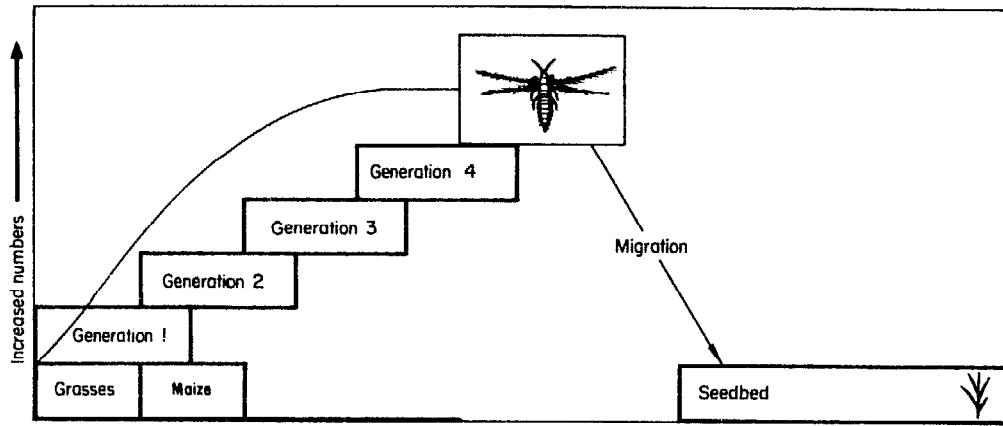 Increased numbers
Generation 4
Generation 3
Migration
Generation 2
Generation !
Grasses
Maize
Seedbed